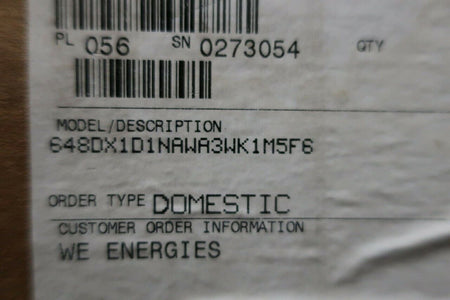 PL 056 SN 0273054 QTY
MODEL/DESCRIPTION
648DX1D1NAWA3WK1M5F6
ORDER TYPE DOMESTIC
CUSTOMER ORDER INFORMATION
WE ENERGIES